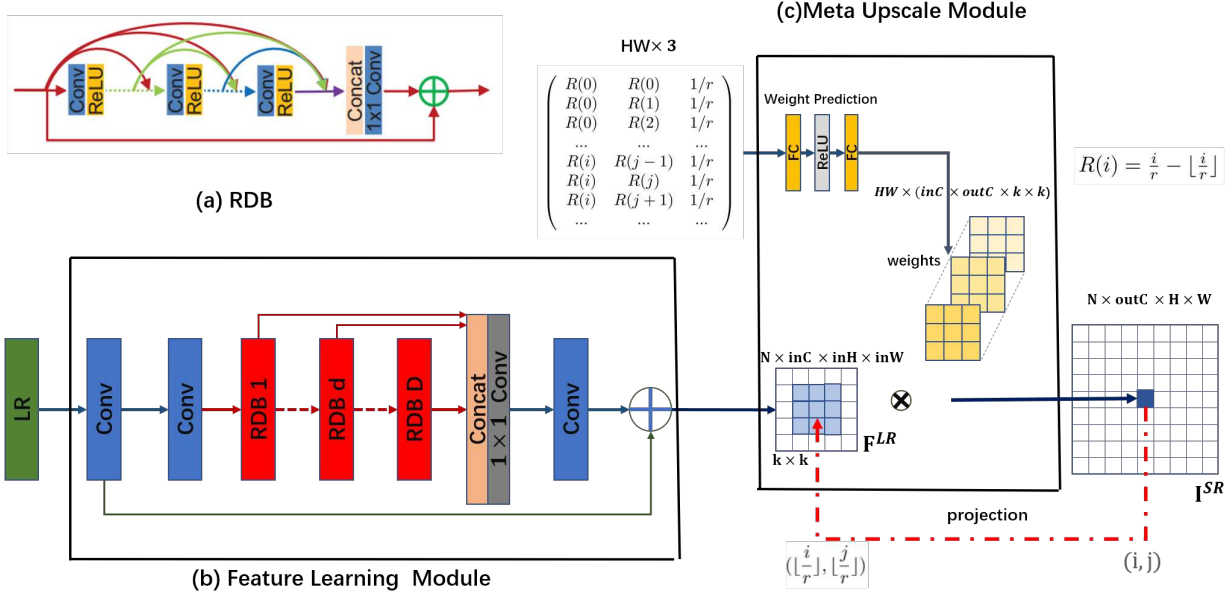 (c)Meta Upscale Module
HW× 3
R(0) R(0) 1/r
R(0) R(1) 1/r
R(0) R(2) 1/r
... ... ...
R(i) R(j − 1) 1/r
R(i) R(j) 1/r
R(i) R(j + 1) 1/r
... ... ...
Conv
ReLU
Conv
ReLU
Conv
ReLU
Concat
1x1 Conv
(a) RDB
Weight Prediction
FC
ReLU
FC
HW × (inC × outC × k × k)
weights
R(i) = i/r − ⌊i/r⌋
N × outC × H × W
LR
Conv
Conv
RDB 1
RDB d
RDB D
Concat
1 × 1 Conv
Conv
N × inC × inH × inW
F^LR
k × k
I^SR
projection
(⌊i/r⌋, ⌊j/r⌋)
(i, j)
(b) Feature Learning Module